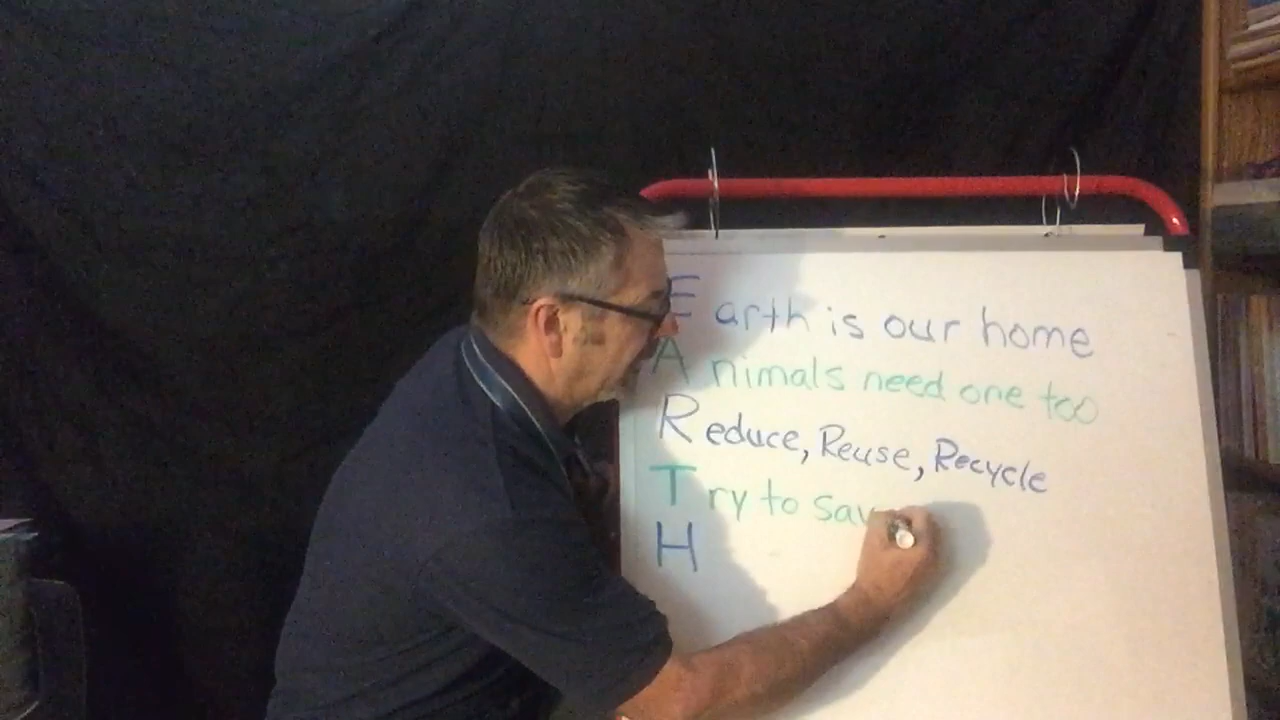 Earth is our home
Animals need one too
Reduce, Reuse, Recycle
Try to sav
H